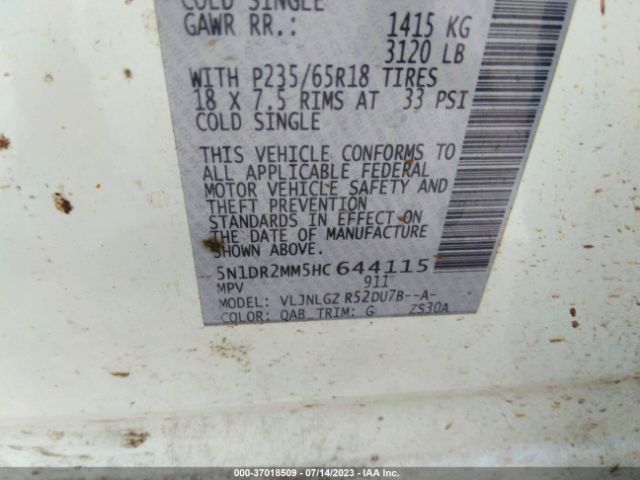 COLD SINGLE
GAWR RR.: 1415 KG
3120 LB
WITH P235/65R18 TIRES
18 X 7.5 RIMS AT 33 PSI
COLD SINGLE
THIS VEHICLE CONFORMS TO
ALL APPLICABLE FEDERAL
MOTOR VEHICLE SAFETY AND
THEFT PREVENTION
STANDARDS IN EFFECT ON
THE DATE OF MANUFACTURE
SHOWN ABOVE.
5N1DR2MM5HC644115
MPV 911
MODEL: VLJNLGZ R52DU7B--A-
COLOR: QAB TRIM: G ZS30A
000-37018509 - 07/14/2023 - IAA Inc.